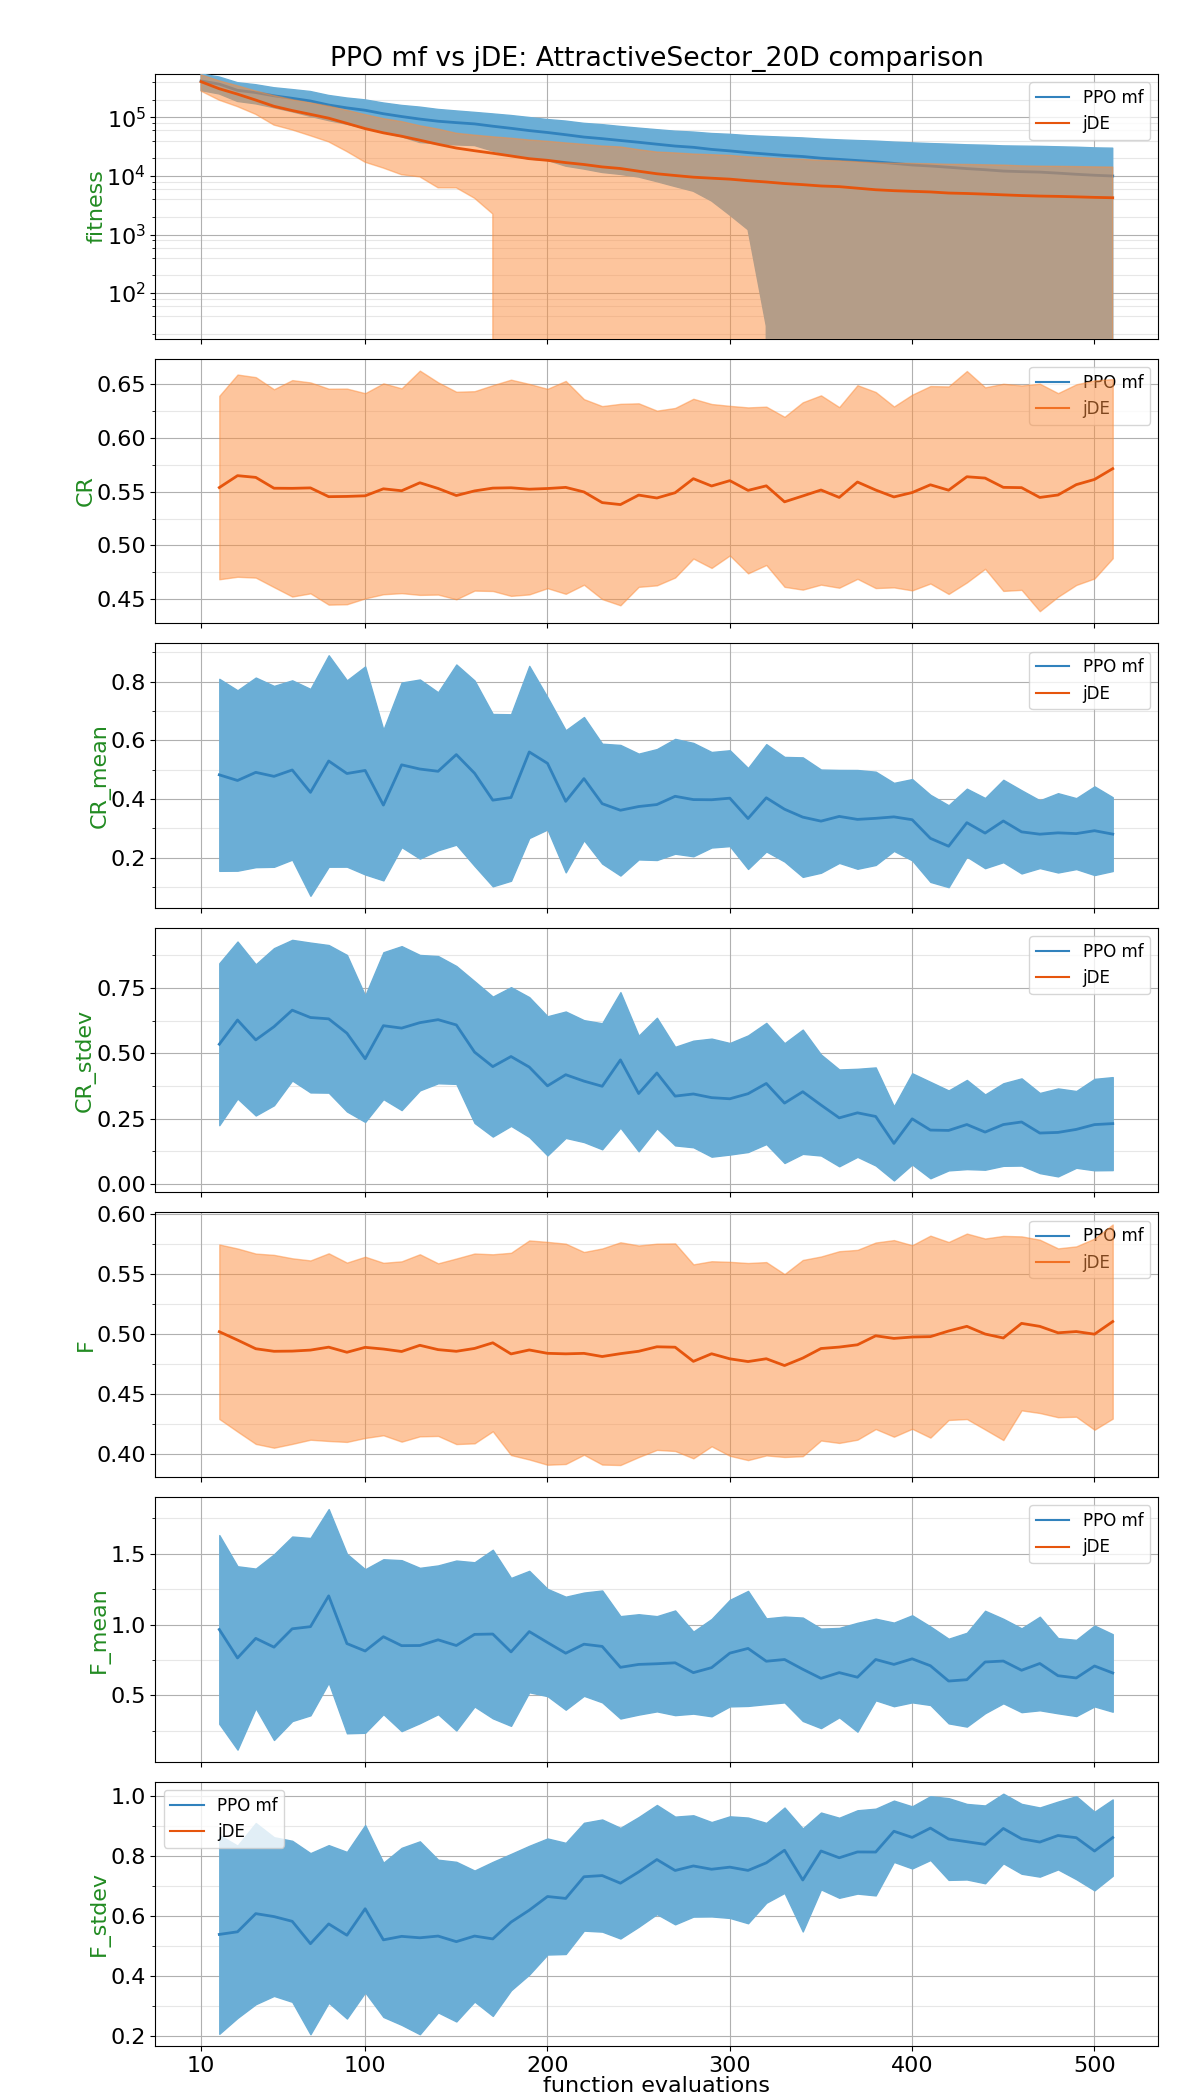 PPO mf vs jDE: AttractiveSector_20D comparison
fitness
10^5
10^4
10^3
10^2
PPO mf
jDE
CR
0.65
0.60
0.55
0.50
0.45
PPO mf
jDE
CR_mean
0.8
0.6
0.4
0.2
PPO mf
jDE
CR_stdev
0.75
0.50
0.25
0.00
PPO mf
jDE
F
0.60
0.55
0.50
0.45
0.40
PPO mf
jDE
F_mean
1.5
1.0
0.5
PPO mf
jDE
F_stdev
1.0
0.8
0.6
0.4
0.2
PPO mf
jDE
10 100 200 300 400 500
function evaluations